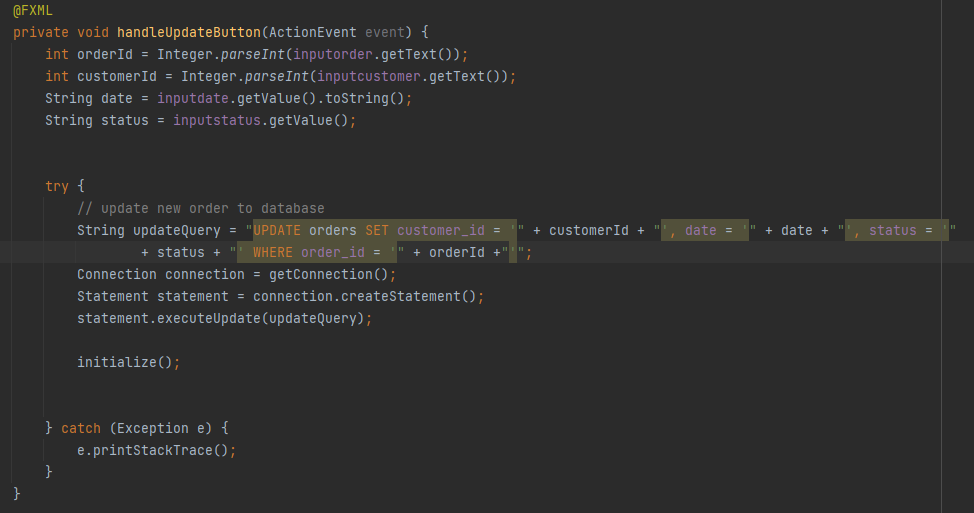 @FXML
private void handleUpdateButton(ActionEvent event) {
    int orderId = Integer.parseInt(inputorder.getText());
    int customerId = Integer.parseInt(inputcustomer.getText());
    String date = inputdate.getValue().toString();
    String status = inputstatus.getValue();
    try {
        // update new order to database
        String updateQuery = "UPDATE orders SET customer_id = '" + customerId + "', date = '" + date + "', status = '"
                + status + "' WHERE order_id = '" + orderId +"'";
        Connection connection = getConnection();
        Statement statement = connection.createStatement();
        statement.executeUpdate(updateQuery);
        initialize();
    } catch (Exception e) {
        e.printStackTrace();
    }
}